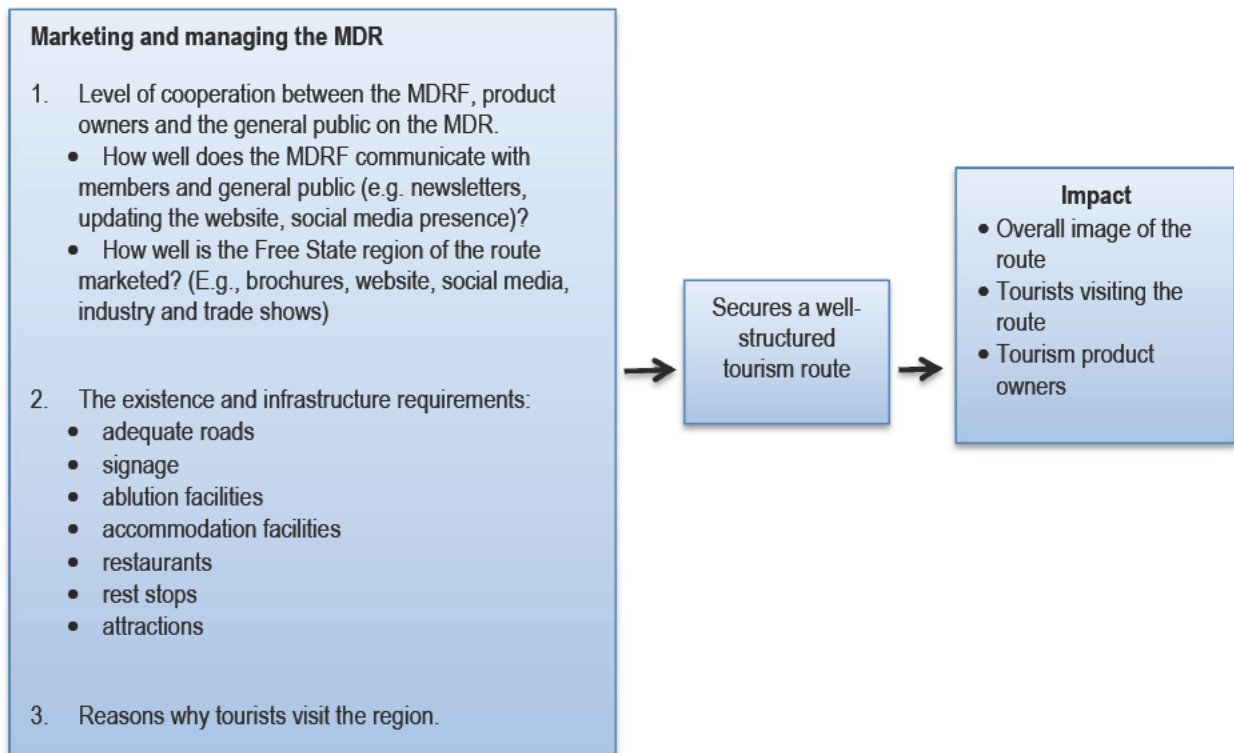 Marketing and managing the MDR
1. Level of cooperation between the MDRF, product
owners and the general public on the MDR.
• How well does the MDRF communicate with
members and general public (e.g. newsletters,
updating the website, social media presence)?
• How well is the Free State region of the route
marketed? (E.g., brochures, website, social media,
industry and trade shows)
2. The existence and infrastructure requirements:
• adequate roads
• signage
• ablution facilities
• accommodation facilities
• restaurants
• rest stops
• attractions
3. Reasons why tourists visit the region.
Secures a well-
structured
tourism route
Impact
• Overall image of the
route
• Tourists visiting the
route
• Tourism product
owners